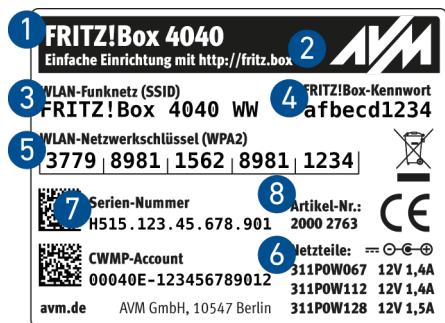 1 FRITZ!Box 4040
Einfache Einrichtung mit http://fritz.box
2 AVM
3 WLAN-Funknetz (SSID)
FRITZ!Box 4040 WW
4 FRITZ!Box-Kennwort
afbecd1234
5 WLAN-Netzwerkschlüssel (WPA2)
3779 8981 1562 8981 1234
7 Serien-Nummer
H515.123.45.678.901
8 Artikel-Nr.:
2000 2763
CE
CWMP-Account
00040E-123456789012
6 Netzteile:
311P0W067 12V 1,4A
311P0W112 12V 1,4A
311P0W128 12V 1,5A
avm.de AVM GmbH, 10547 Berlin